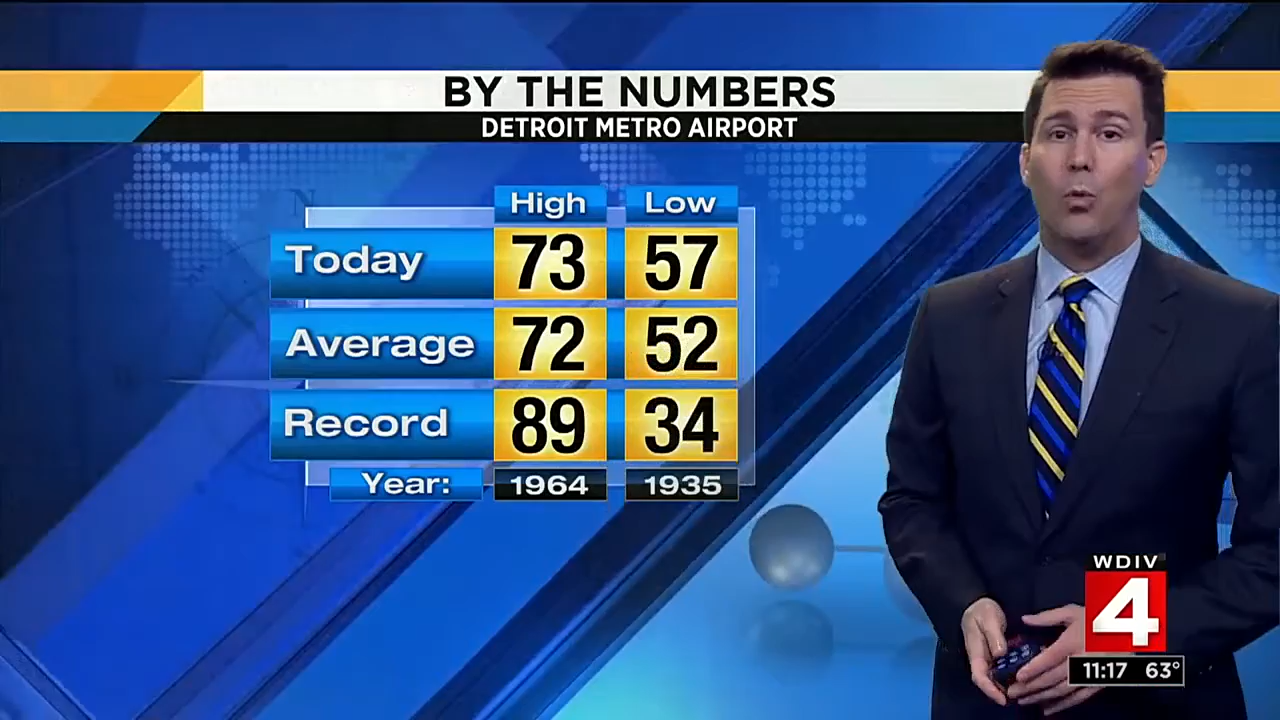 BY THE NUMBERS
DETROIT METRO AIRPORT
High Low
Today 73 57
Average 72 52
Record 89 34
Year: 1964 1935
WDIV
4
11:17 63°